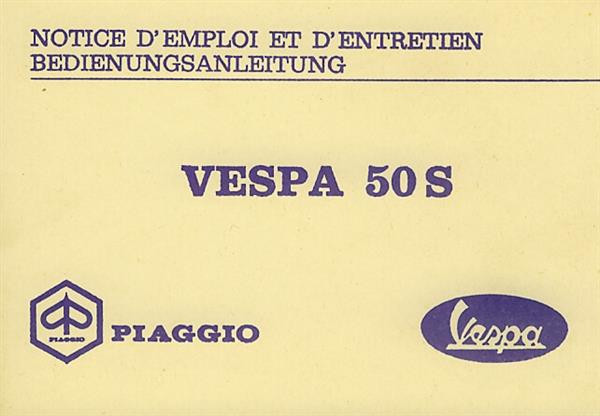 NOTICE D'EMPLOI ET D'ENTRETIEN
BEDIENUNGSANLEITUNG
VESPA 50 S
PIAGGIO
PIAGGIO
Vespa